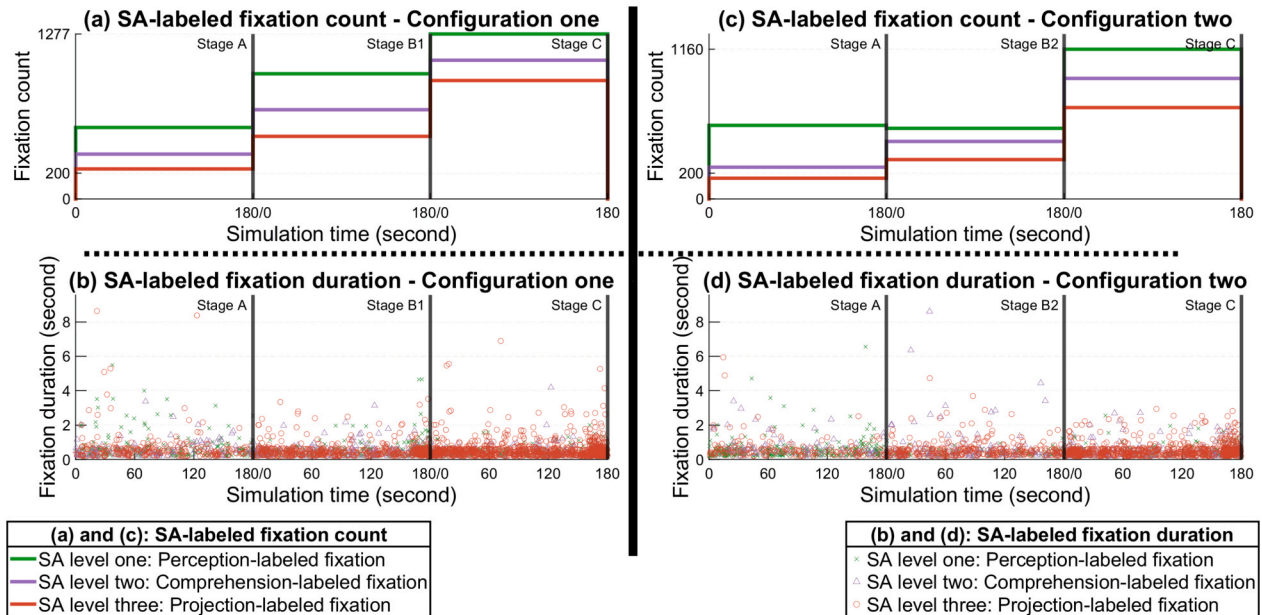 (a) SA-labeled fixation count - Configuration one
1277
Stage A
Stage B1
Stage C
Fixation count
200
0
0
180/0
180/0
180
Simulation time (second)
(c) SA-labeled fixation count - Configuration two
1160
Stage A
Stage B2
Stage C
Fixation count
200
0
0
180/0
180/0
180
Simulation time (second)
(b) SA-labeled fixation duration - Configuration one
Stage A
Stage B1
Stage C
Fixation duration (second)
8
6
4
2
0
0
60
120
180/0
60
120
180/0
60
120
180
Simulation time (second)
(d) SA-labeled fixation duration - Configuration two
Stage A
Stage B2
Stage C
Fixation duration (second)
8
6
4
2
0
0
60
120
180/0
60
120
180/0
60
120
180
Simulation time (second)
(a) and (c): SA-labeled fixation count
SA level one: Perception-labeled fixation
SA level two: Comprehension-labeled fixation
SA level three: Projection-labeled fixation
(b) and (d): SA-labeled fixation duration
SA level one: Perception-labeled fixation
SA level two: Comprehension-labeled fixation
SA level three: Projection-labeled fixation